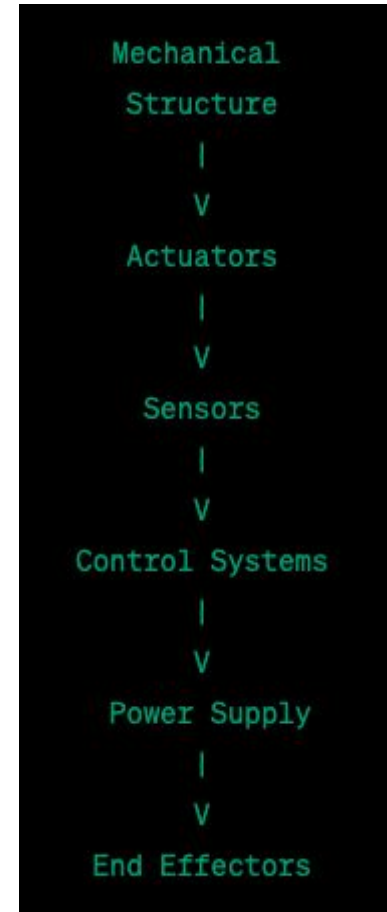 Mechanical
Structure
|
V
Actuators
|
V
Sensors
|
V
Control Systems
|
V
Power Supply
|
V
End Effectors